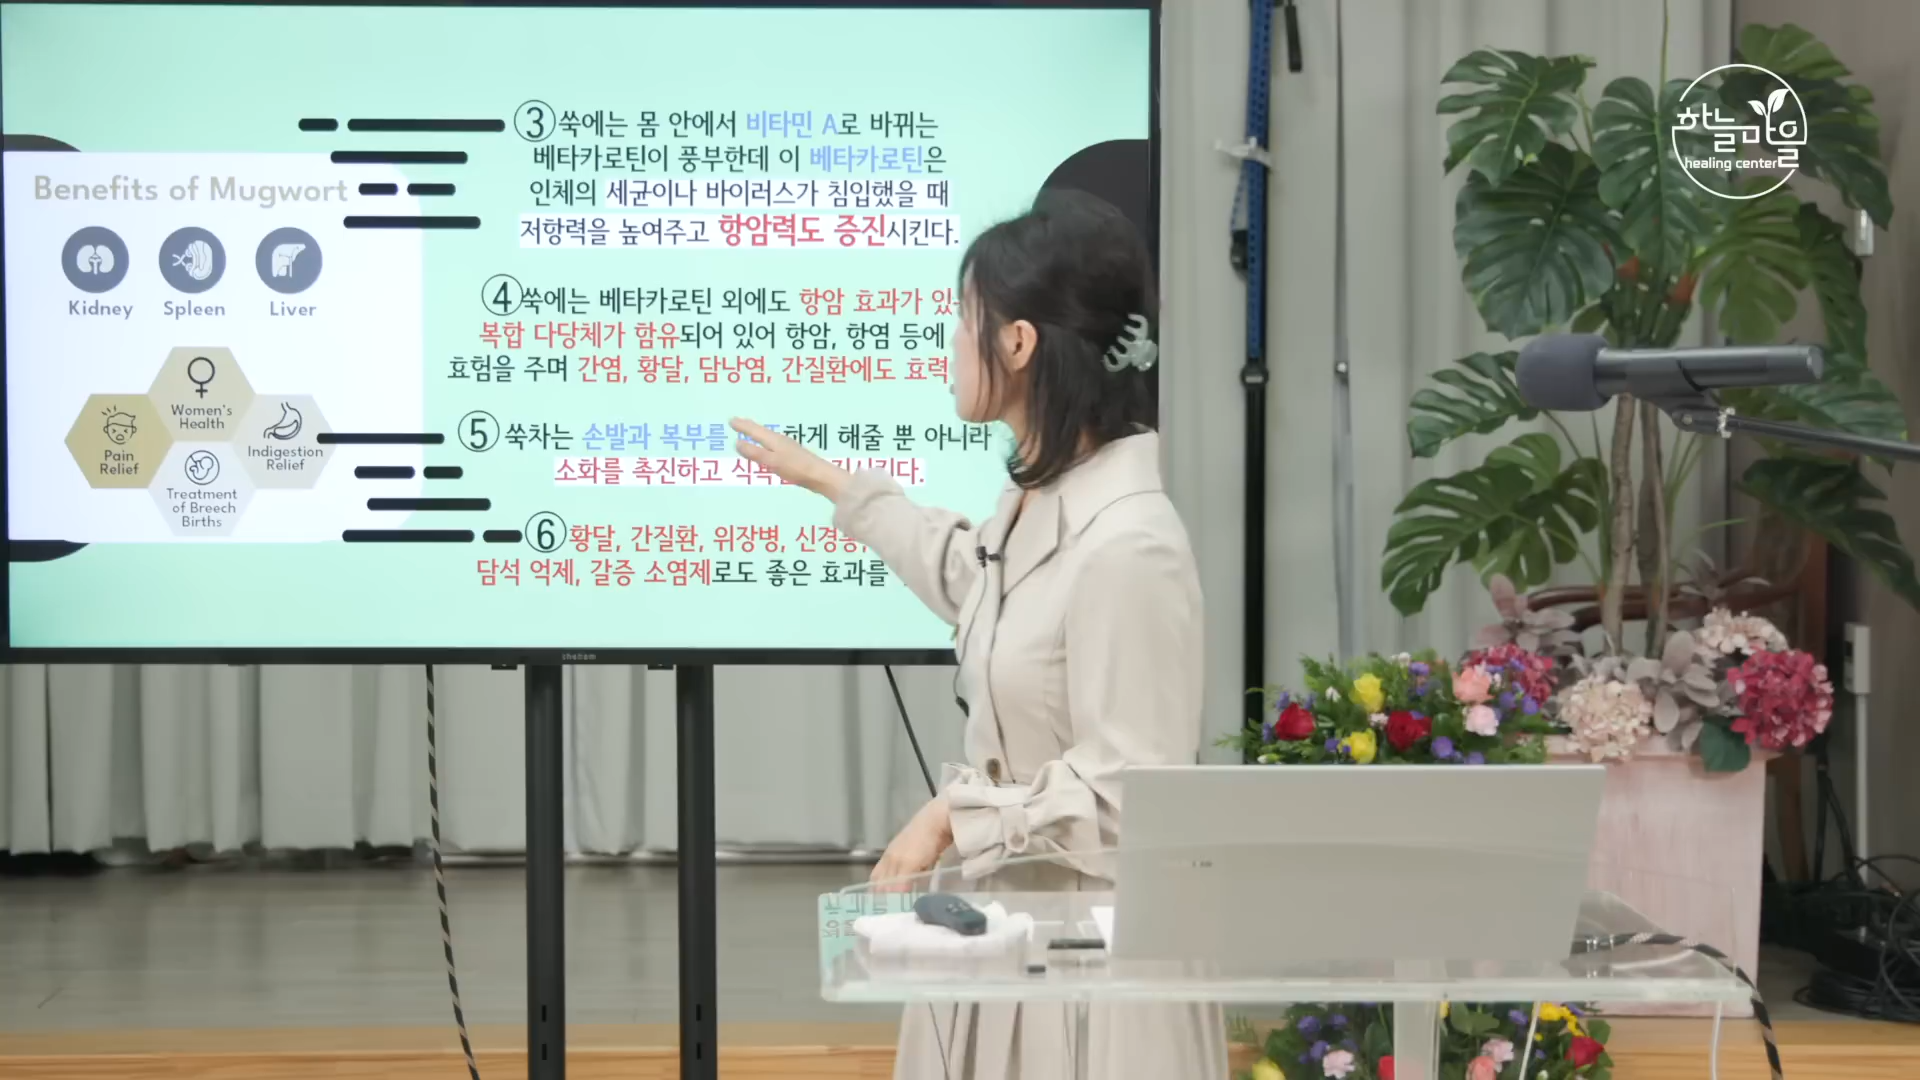 Benefits of Mugwort
Kidney
Spleen
Liver
Women's
Health
Pain
Relief
Indigestion
Relief
Treatment
of Breech
Births
③ 쑥에는 몸 안에서 비타민 A로 바뀌는
베타카로틴이 풍부한데 이 베타카로틴은
인체의 세균이나 바이러스가 침입했을 때
저항력을 높여주고 항암력도 증진시킨다.
④ 쑥에는 베타카로틴 외에도 항암 효과가
복합 다당체가 함유되어 있어 항암, 항염 등에
효험을 주며 간염, 황달, 담낭염, 간질환에도 효력
⑤ 쑥차는 손발과 복부를 하게 해줄 뿐 아니라
소화를 촉진하고
⑥ 황달, 간질환, 위장병,
담석 억제, 갈증 소염제로도 좋은 효과를
하늘마을
healing center